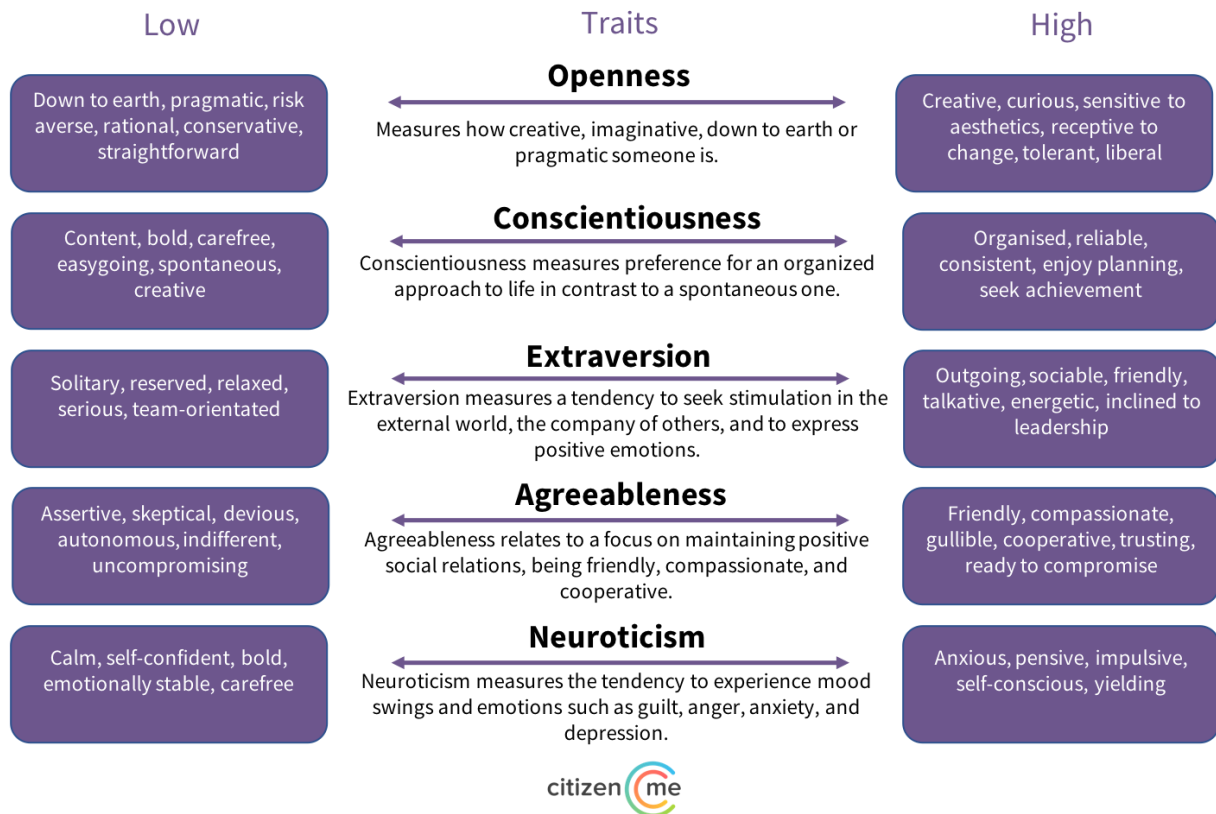 Low
Traits
High
Down to earth, pragmatic, risk
averse, rational, conservative,
straightforward
Openness
Measures how creative, imaginative, down to earth or
pragmatic someone is.
Creative, curious, sensitive to
aesthetics, receptive to
change, tolerant, liberal
Content, bold, carefree,
easygoing, spontaneous,
creative
Conscientiousness
Conscientiousness measures preference for an organized
approach to life in contrast to a spontaneous one.
Organised, reliable,
consistent, enjoy planning,
seek achievement
Solitary, reserved, relaxed,
serious, team-orientated
Extraversion
Extraversion measures a tendency to seek stimulation in the
external world, the company of others, and to express
positive emotions.
Outgoing, sociable, friendly,
talkative, energetic, inclined to
leadership
Assertive, skeptical, devious,
autonomous, indifferent,
uncompromising
Agreeableness
Agreeableness relates to a focus on maintaining positive
social relations, being friendly, compassionate, and
cooperative.
Friendly, compassionate,
gullible, cooperative, trusting,
ready to compromise
Calm, self-confident, bold,
emotionally stable, carefree
Neuroticism
Neuroticism measures the tendency to experience mood
swings and emotions such as guilt, anger, anxiety, and
depression.
Anxious, pensive, impulsive,
self-conscious, yielding
citizen me